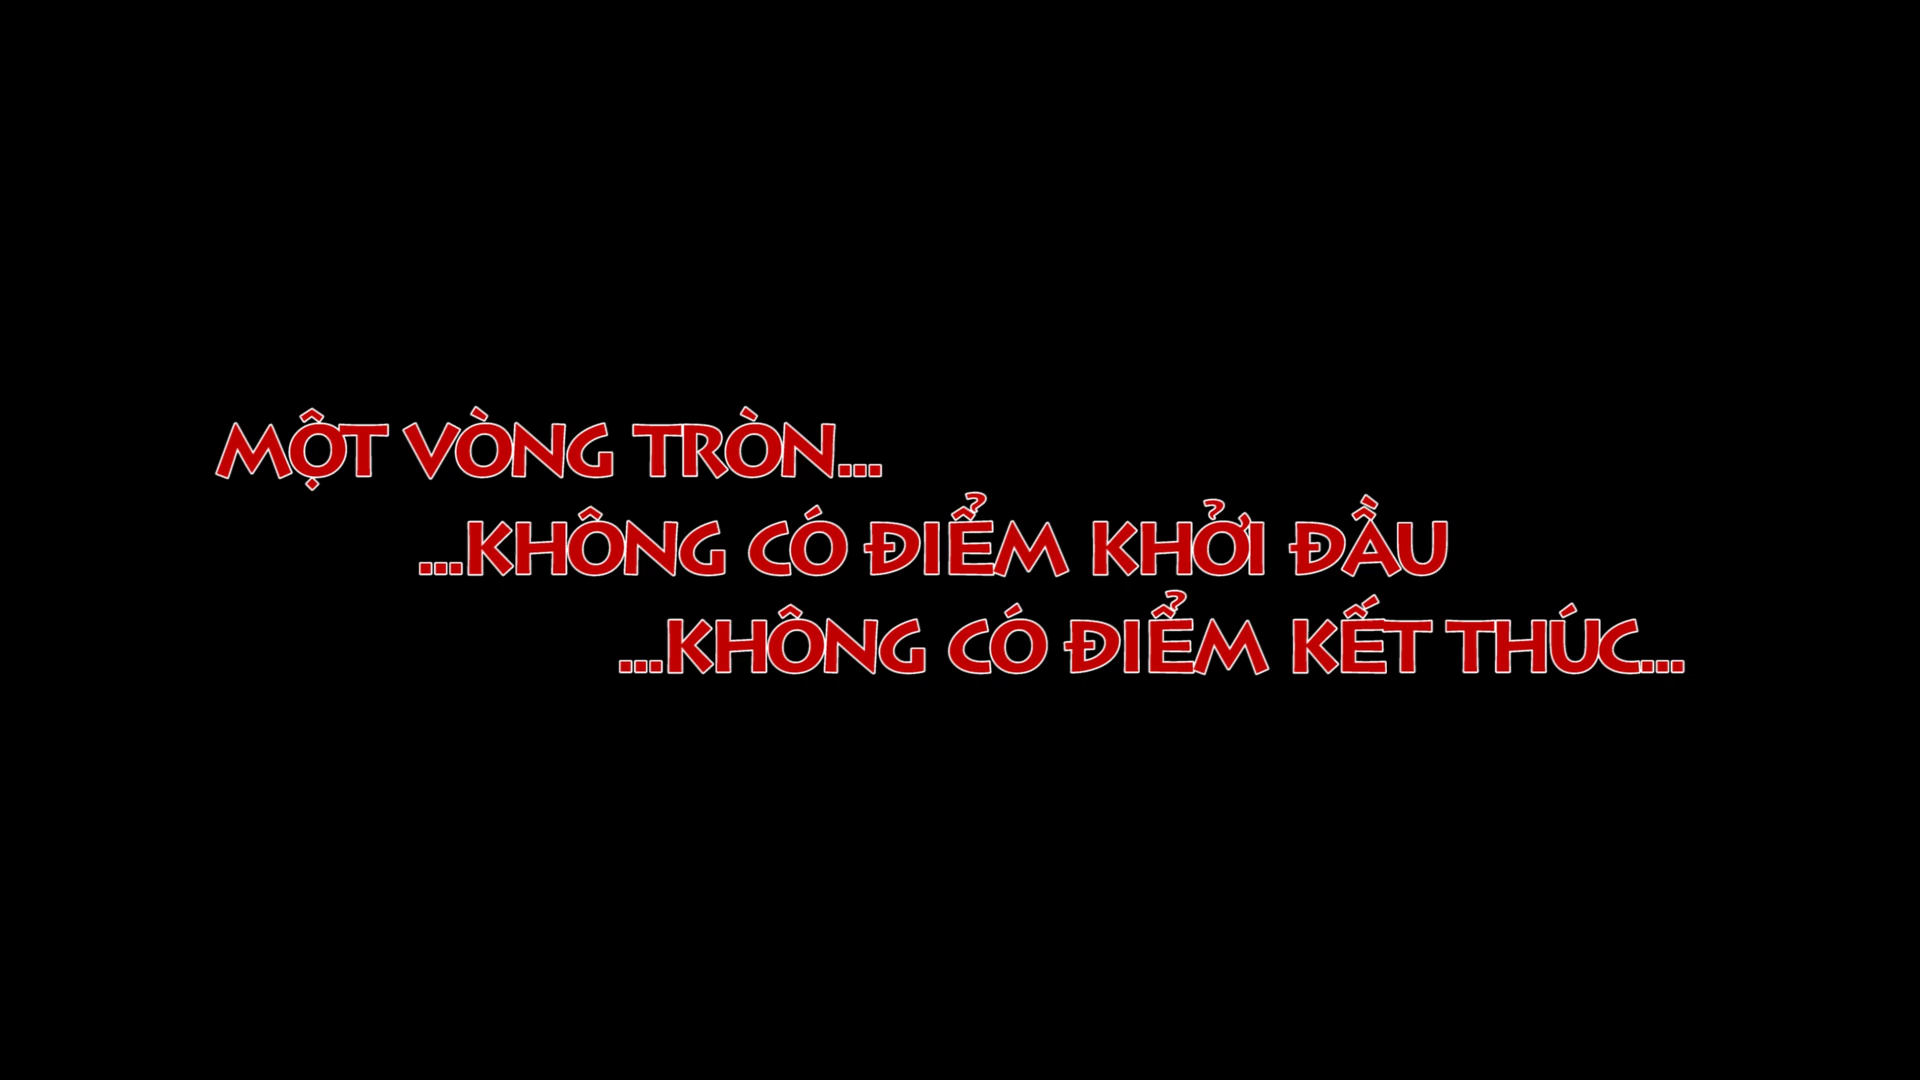 MỘT VÒNG TRÒN...
...KHÔNG CÓ ĐIỂM KHỞI ĐẦU
...KHÔNG CÓ ĐIỂM KẾT THÚC...